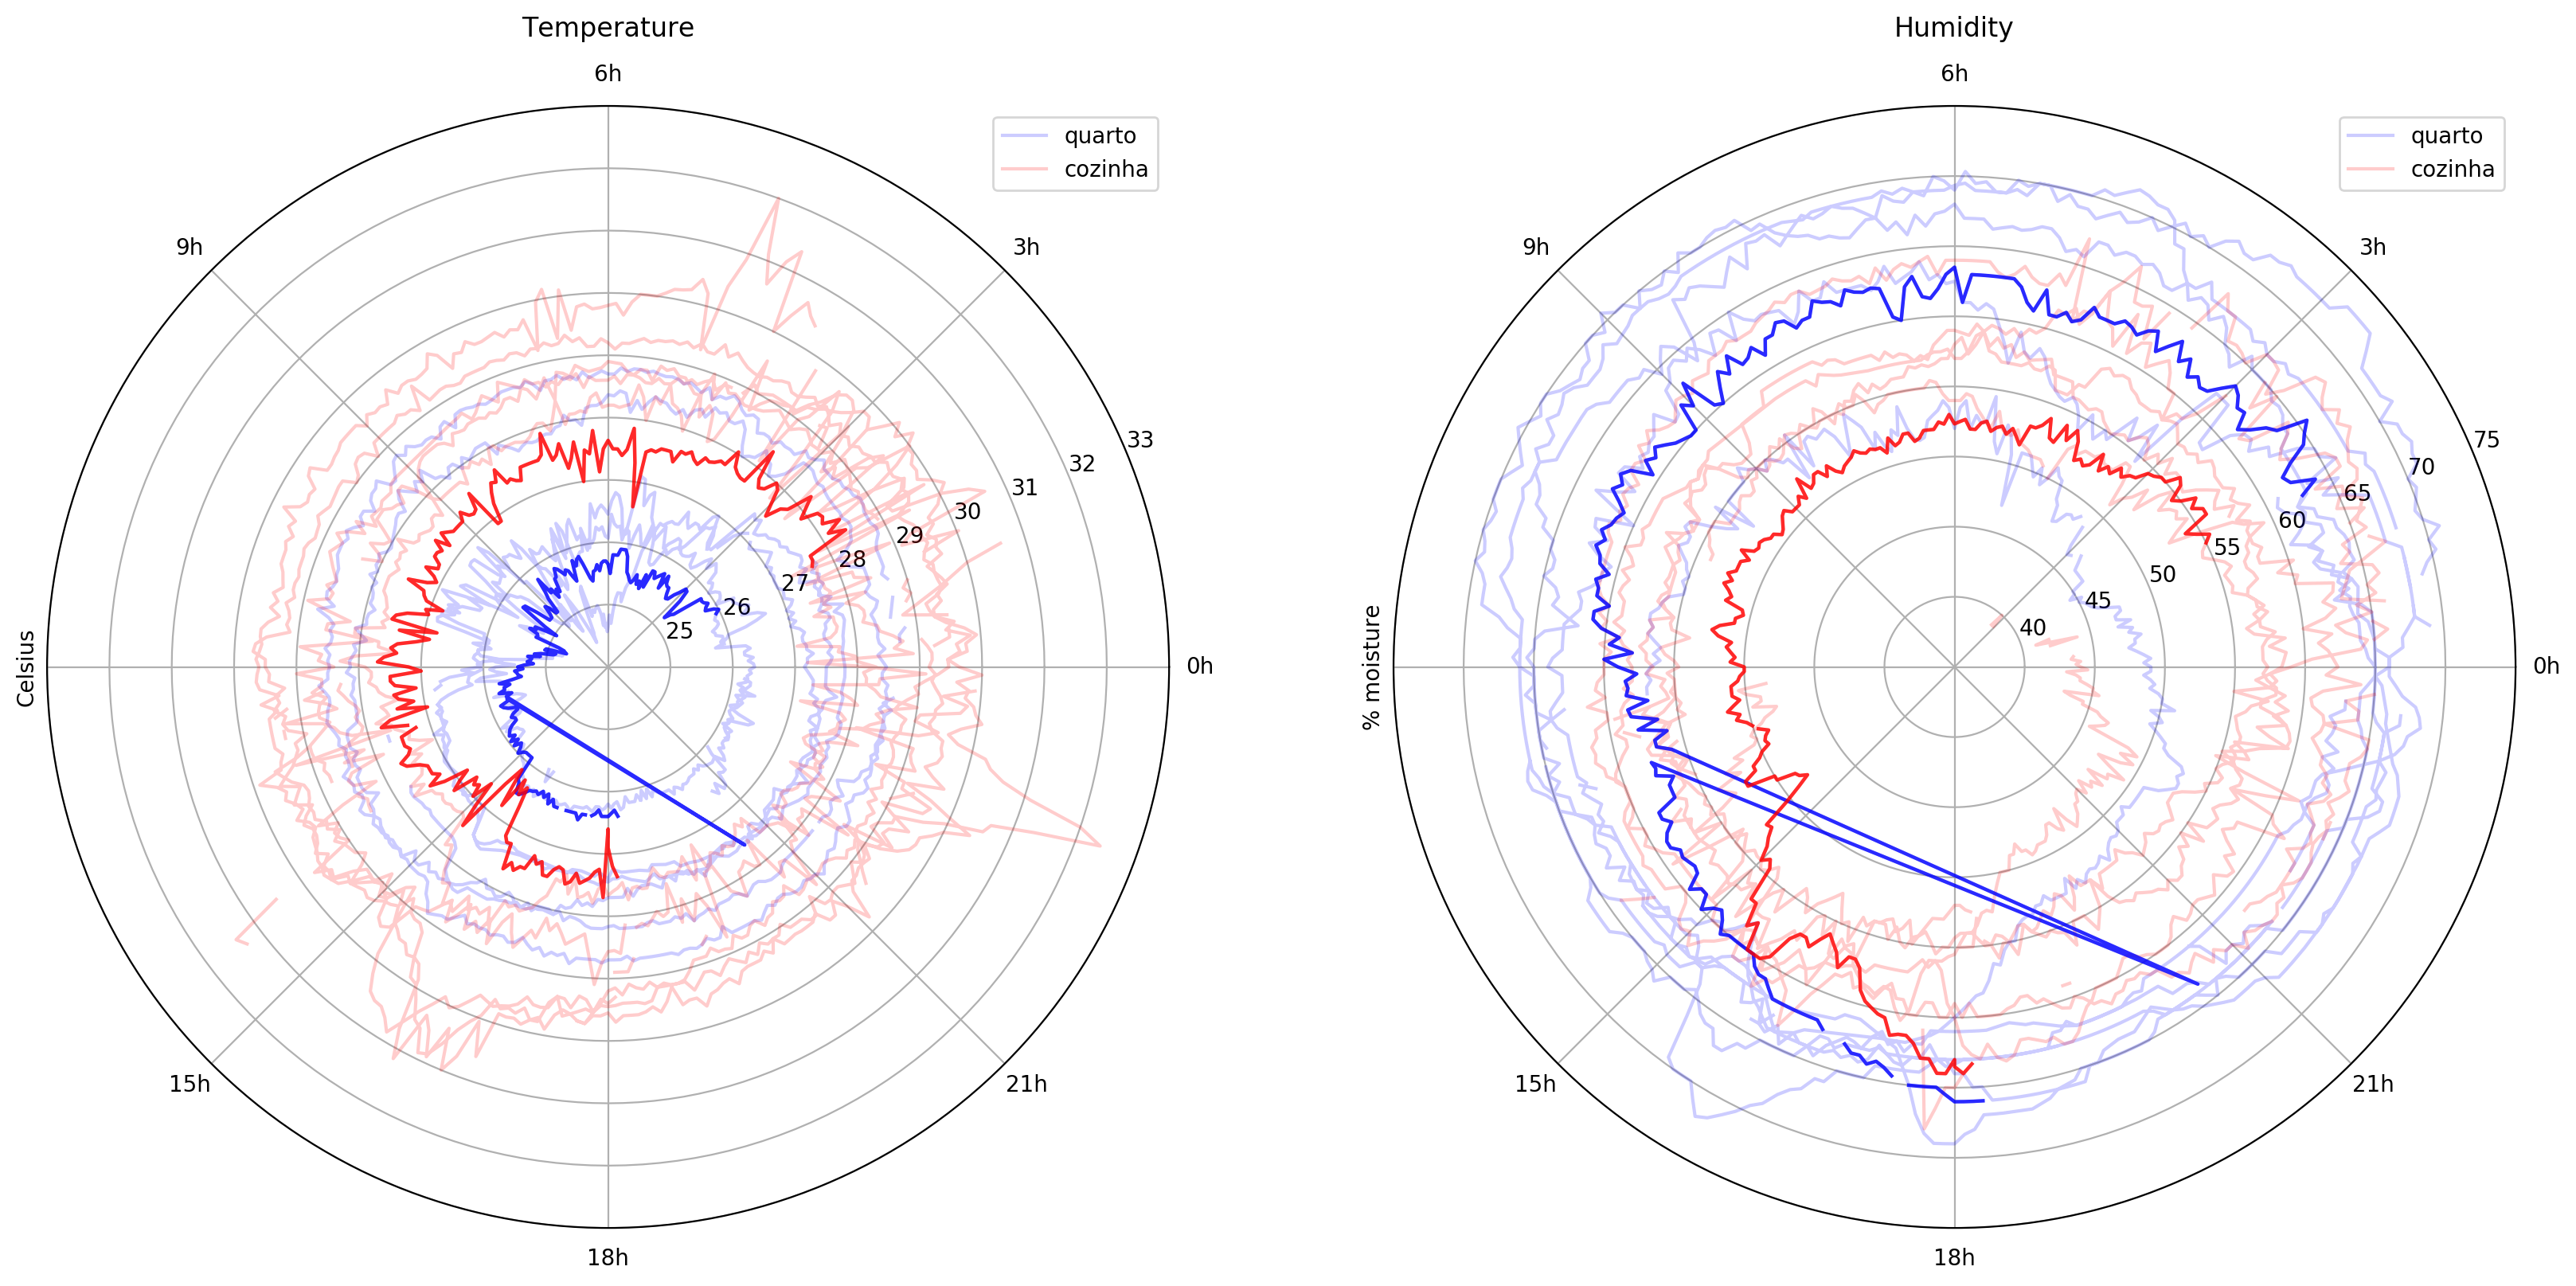 Temperature
6h
9h
3h
quarto
cozinha
33
32
31
30
29
28
27
26
25
Celsius
0h
15h
21h
18h
Humidity
6h
9h
3h
quarto
cozinha
75
70
65
60
55
50
45
40
% moisture
0h
15h
21h
18h